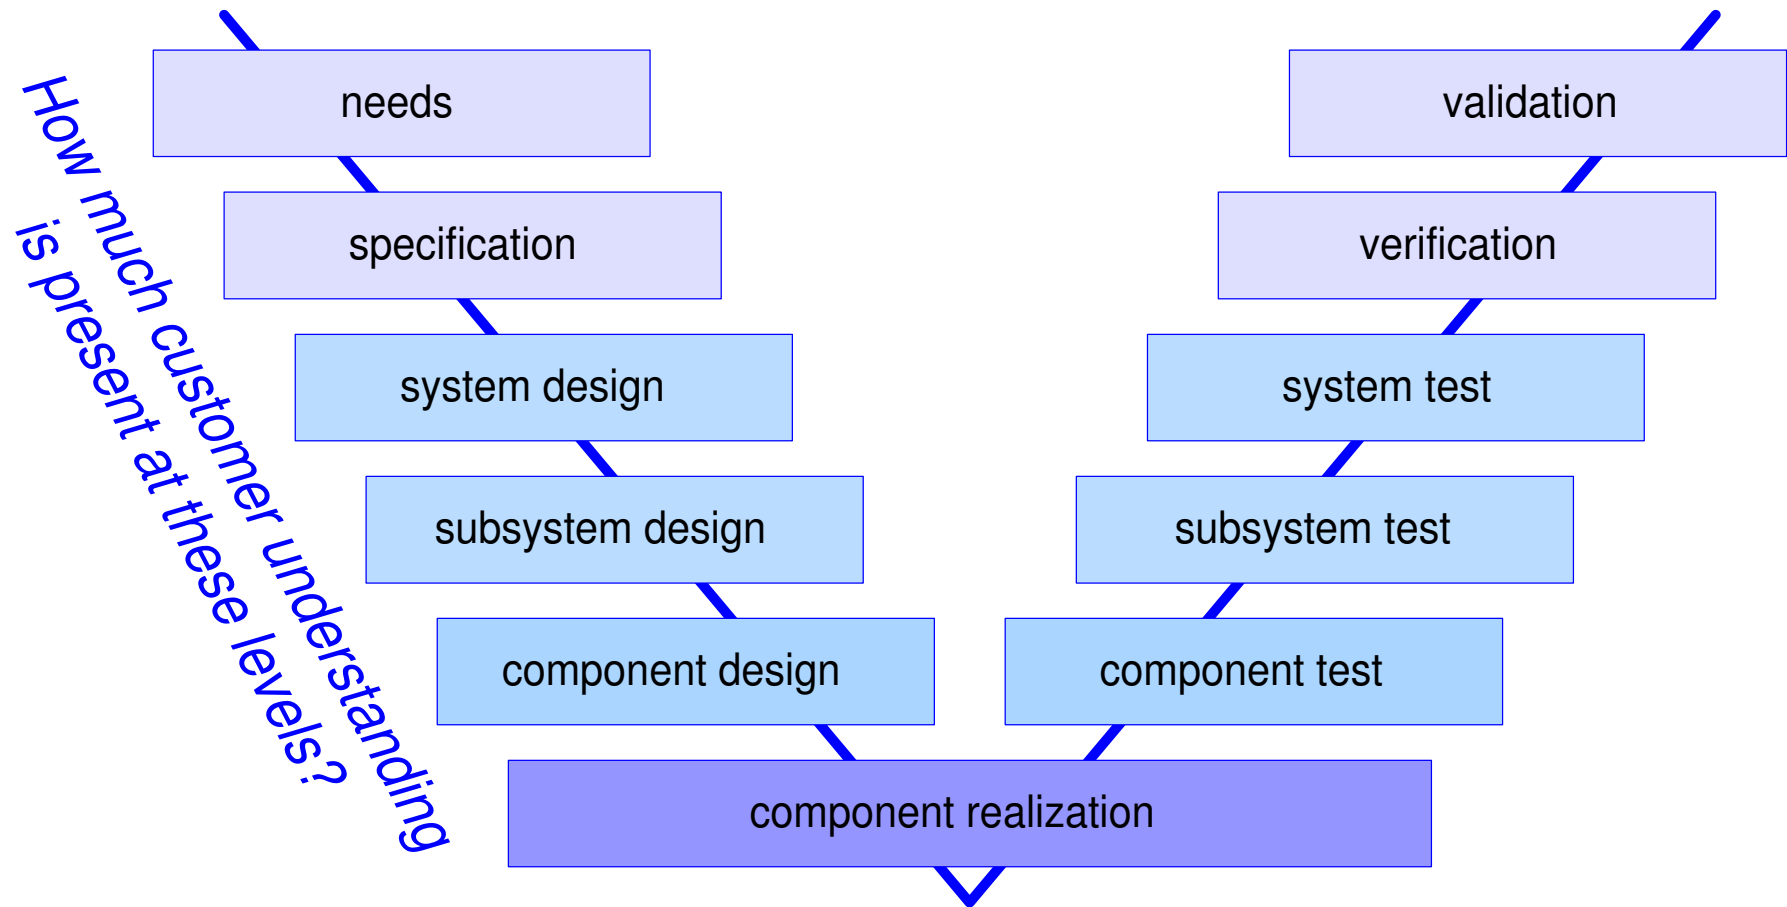 How much customer understanding
is present at these levels?
needs
specification
system design
subsystem design
component design
component realization
component test
subsystem test
system test
verification
validation